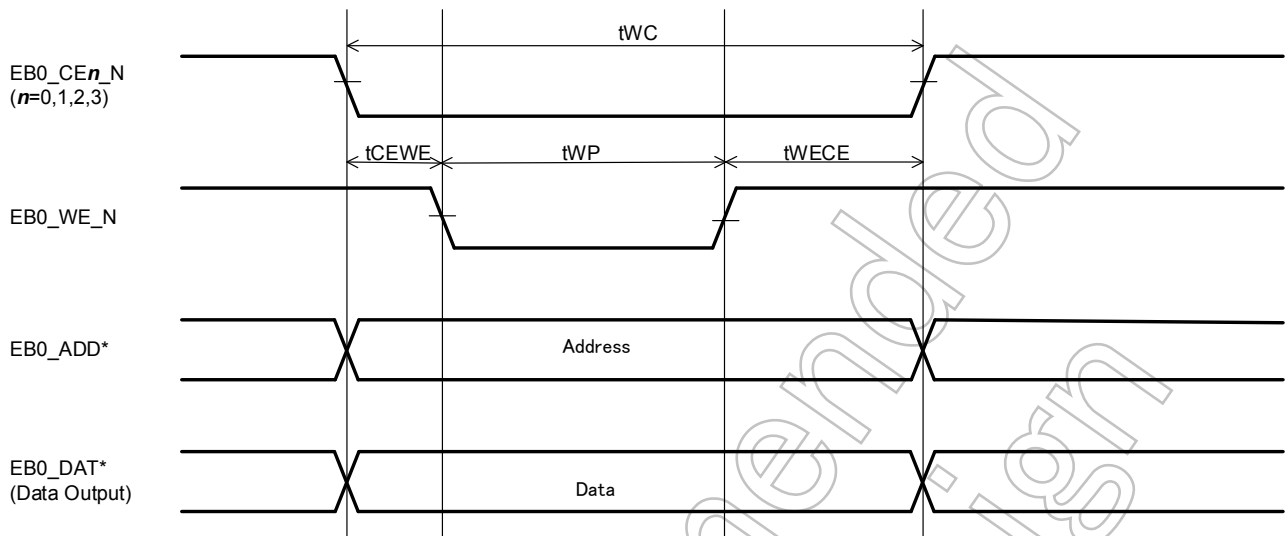 tWC
EB0_CEn_N
(n=0,1,2,3)
tCEWE
tWP
tWECE
EB0_WE_N
EB0_ADD*
Address
EB0_DAT*
(Data Output)
Data